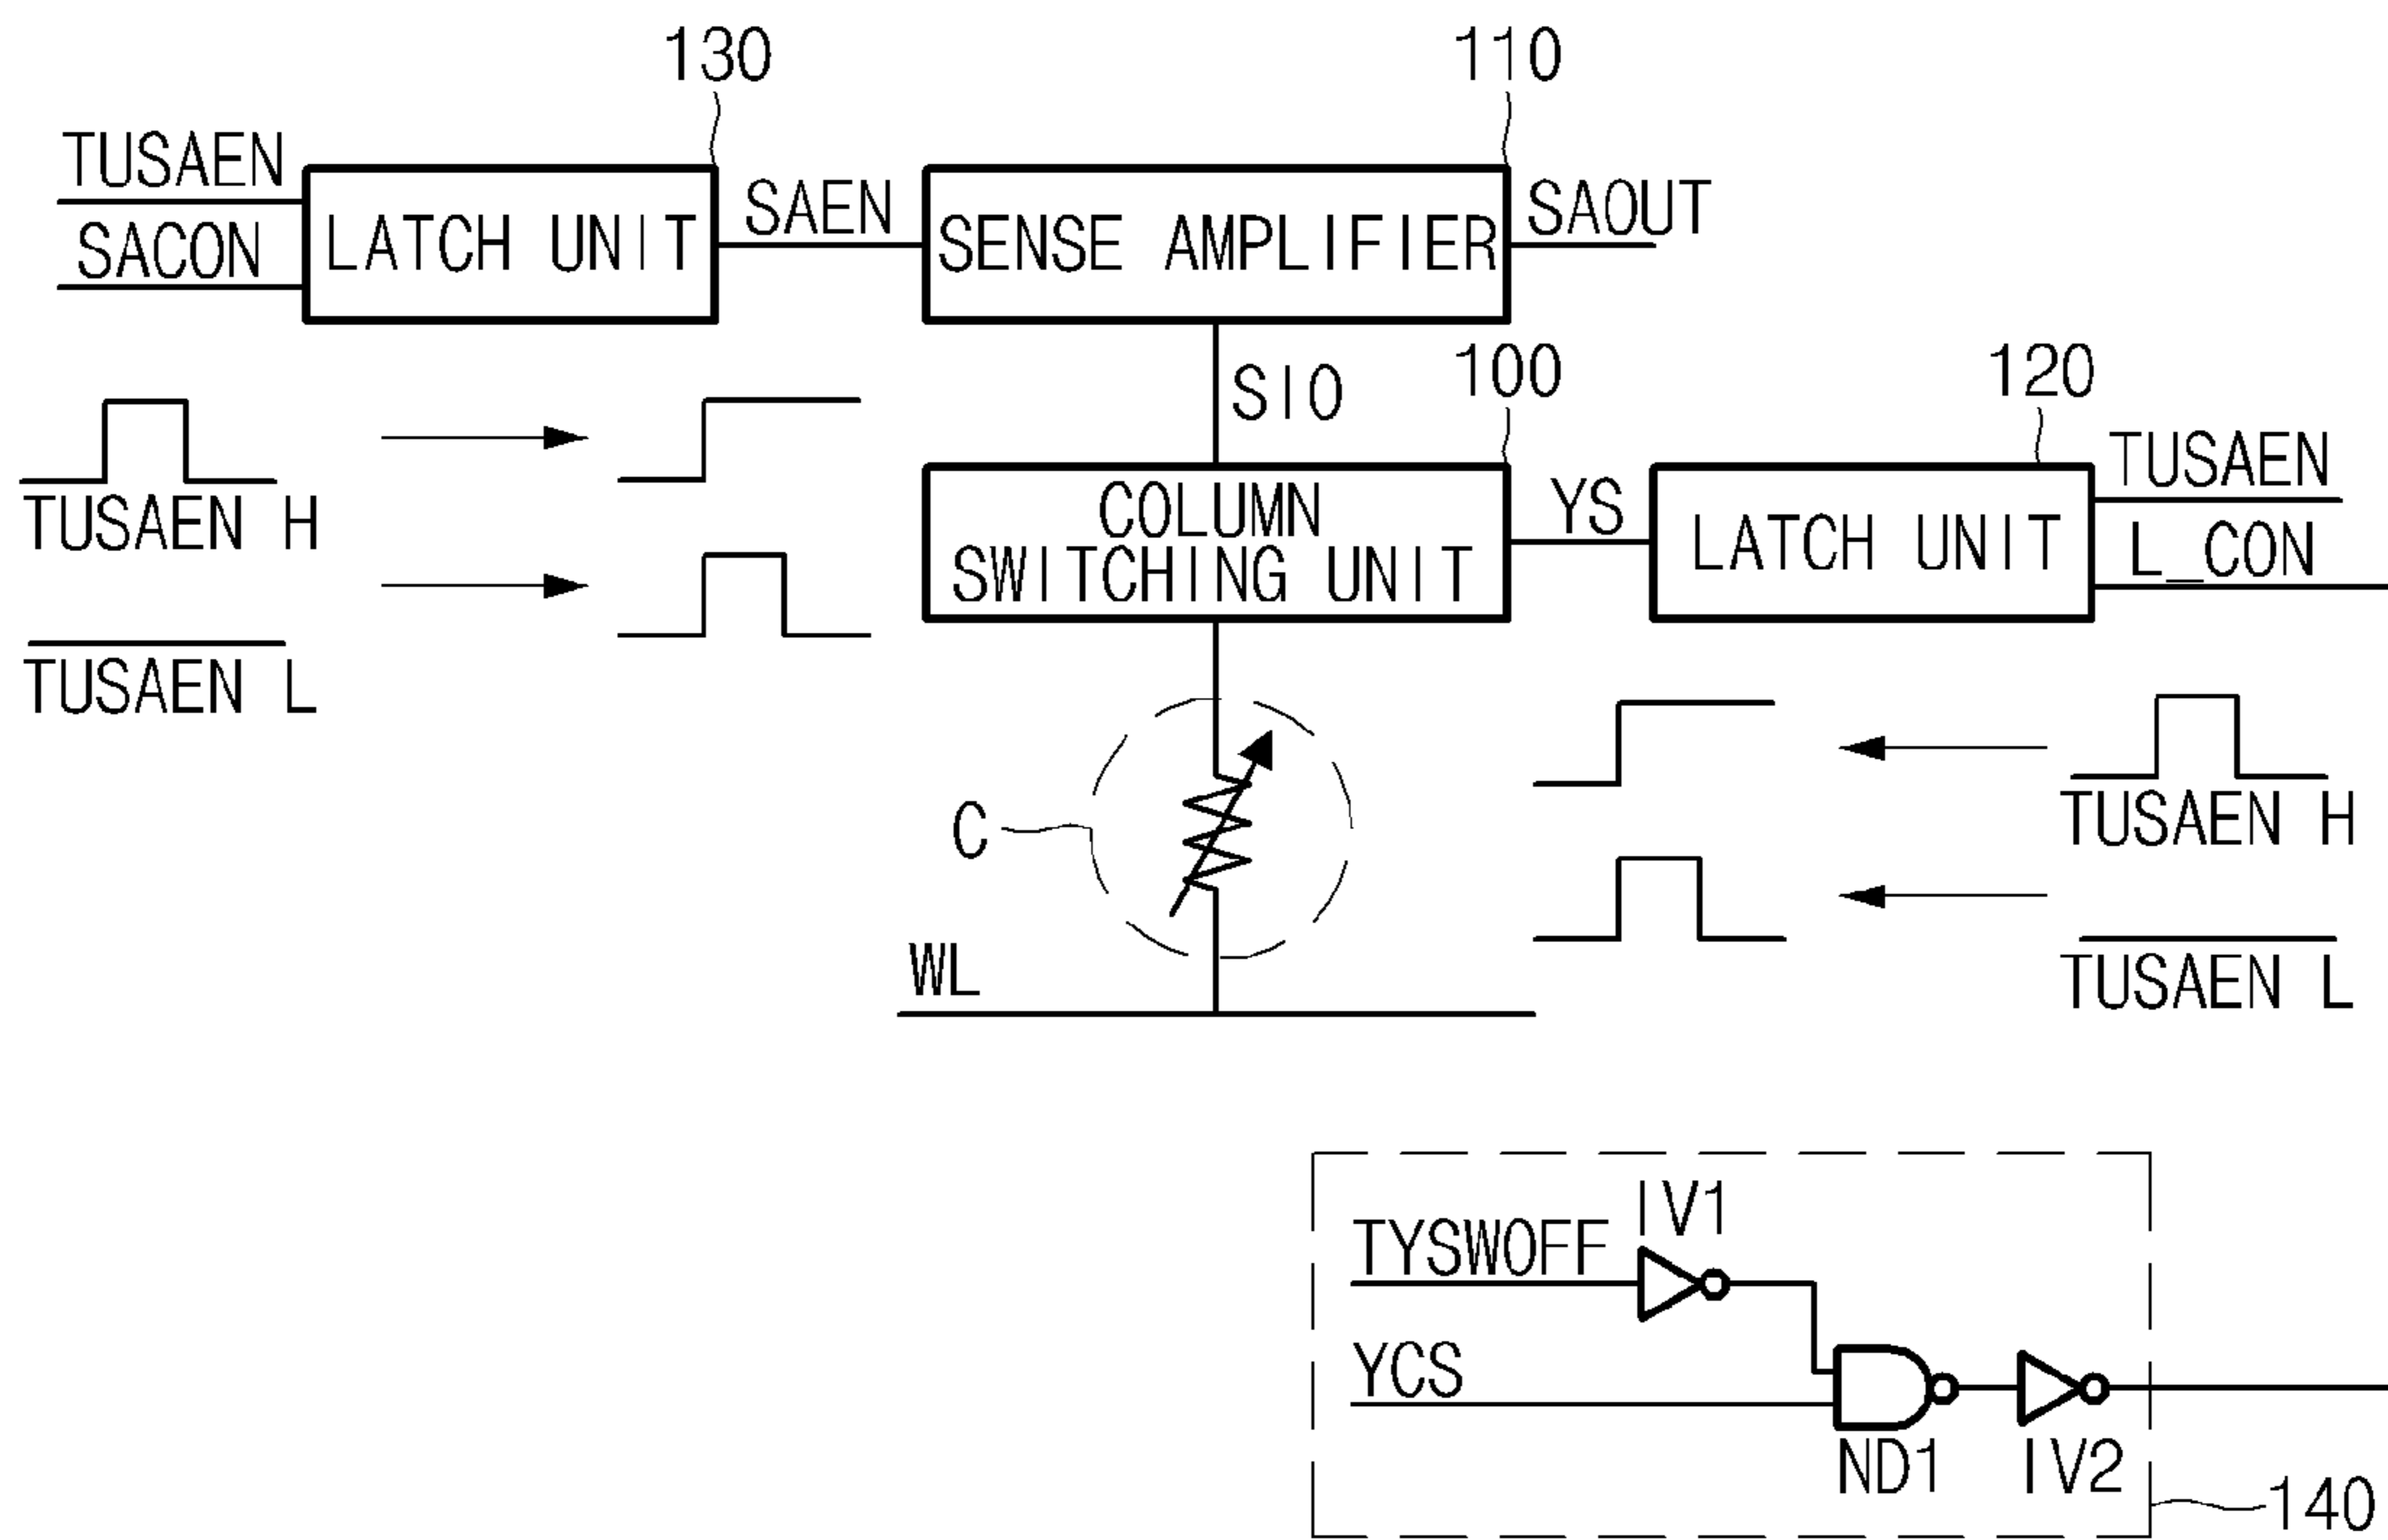 130
110
TUSAEN
SACON
LATCH UNIT
SAEN
SENSE AMPLIFIER
SAOUT
SIO
100
120
TUSAEN H
COLUMN
SWITCHING UNIT
YS
LATCH UNIT
TUSAEN
L_CON
TUSAEN L
C
TUSAEN H
WL
TUSAEN L
IV1
TYSWOFF
YCS
ND1
IV2
140